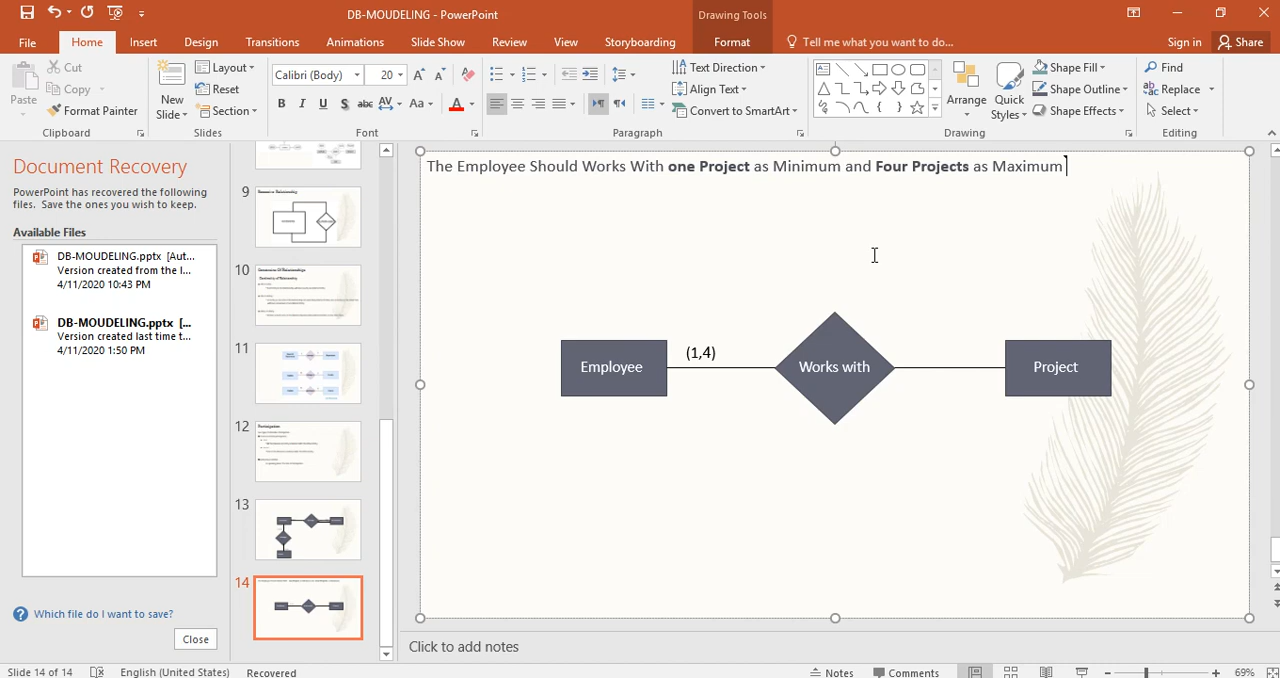 DB-MOUDELING - PowerPoint
Drawing Tools
File
Home
Insert
Design
Transitions
Animations
Slide Show
Review
View
Storyboarding
Format
Tell me what you want to do...
Sign in
Share
Paste
Cut
Copy
Format Painter
Clipboard
New
Slide
Layout
Reset
Section
Slides
Calibri (Body)
20
B I U S abc AV Aa A
Font
Text Direction
Align Text
Convert to SmartArt
Paragraph
Arrange
Quick
Styles
Shape Fill
Shape Outline
Shape Effects
Drawing
Find
Replace
Select
Editing
Document Recovery
PowerPoint has recovered the following
files. Save the ones you wish to keep.
Available Files
DB-MOUDELING.pptx [Aut...
Version created from the l...
4/11/2020 10:43 PM
DB-MOUDELING.pptx [...
Version created last time t...
4/11/2020 1:50 PM
Which file do I want to save?
Close
9
10
11
12
13
14
The Employee Should Works With one Project as Minimum and Four Projects as Maximum
Employee
(1,4)
Works with
Project
Click to add notes
Slide 14 of 14
English (United States)
Recovered
Notes
Comments
69%